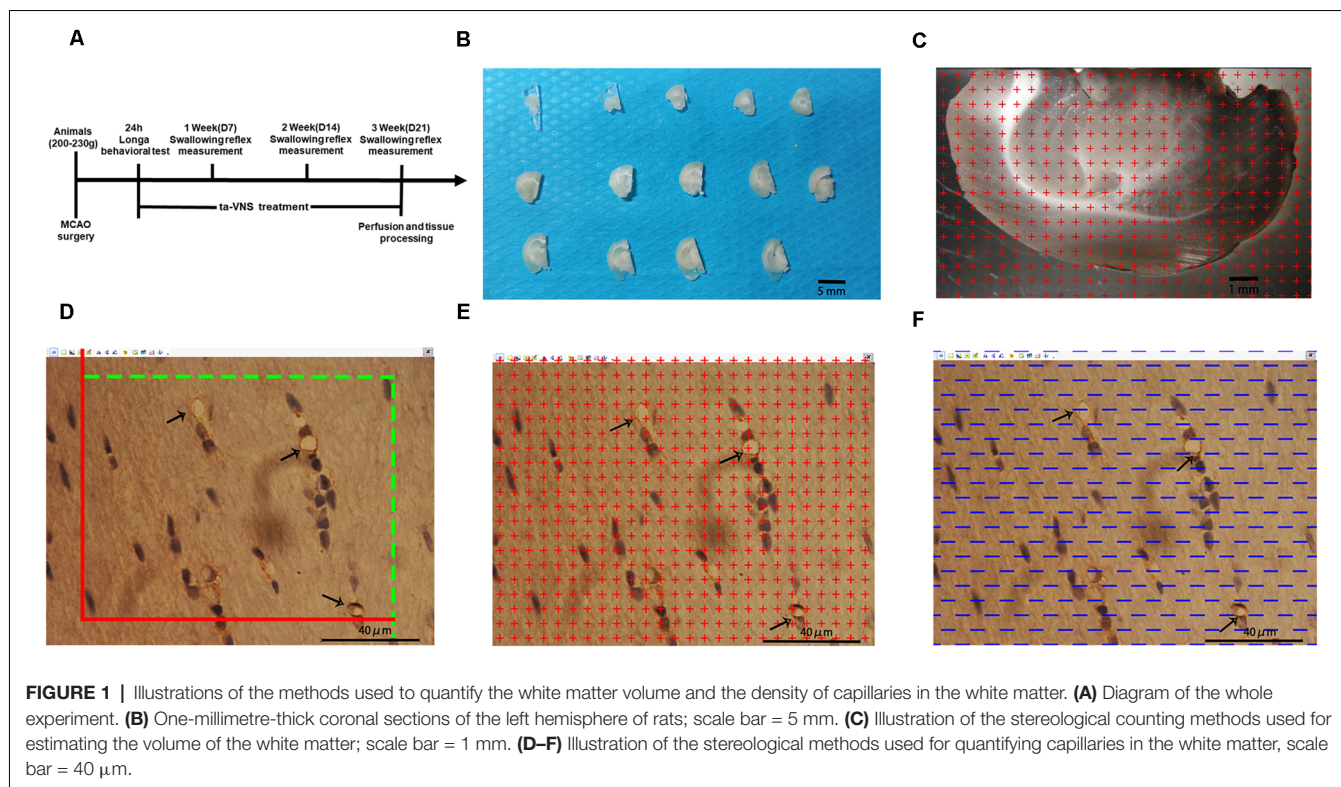 A
Animals
(200-230g)
24h
Longa
behavioral test
1 Week(D7)
Swallowing reflex
measurement
2 Week(D14)
Swallowing reflex
measurement
3 Week(D21)
Swallowing reflex
measurement
ta-VNS treatment
MCAO
surgery
Perfusion and tissue
processing
B
5 mm
C
1 mm
D
40 μm
E
40 μm
F
40 μm
FIGURE 1 | Illustrations of the methods used to quantify the white matter volume and the density of capillaries in the white matter. (A) Diagram of the whole
experiment. (B) One-millimetre-thick coronal sections of the left hemisphere of rats; scale bar = 5 mm. (C) Illustration of the stereological counting methods used for
estimating the volume of the white matter; scale bar = 1 mm. (D–F) Illustration of the stereological methods used for quantifying capillaries in the white matter, scale
bar = 40 μm.